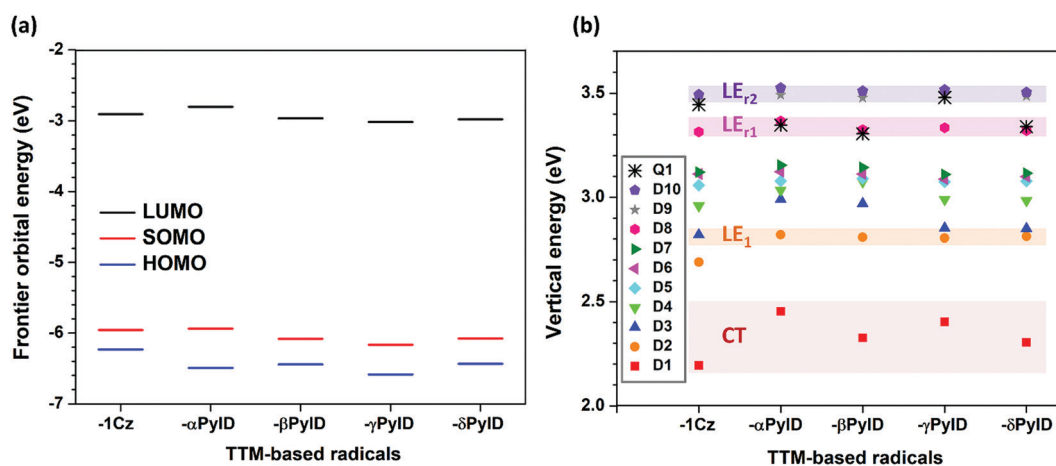 (a)
-2
-3
-4
-5
-6
-7
Frontier orbital energy (eV)
LUMO
SOMO
HOMO
-1Cz
-αPyID
-βPyID
-γPyID
-δPyID
TTM-based radicals
(b)
3.5
3.0
2.5
2.0
Vertical energy (eV)
LEr2
LEr1
LE1
CT
Q1
D10
D9
D8
D7
D6
D5
D4
D3
D2
D1
-1Cz
-αPyID
-βPyID
-γPyID
-δPyID
TTM-based radicals